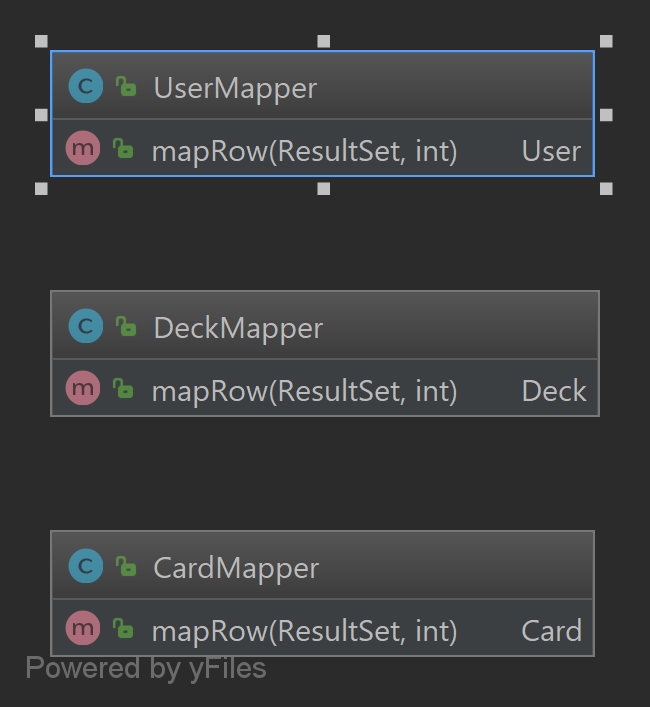 C UserMapper
m mapRow(ResultSet, int) User
C DeckMapper
m mapRow(ResultSet, int) Deck
C CardMapper
m mapRow(ResultSet, int) Card
Powered by yFiles